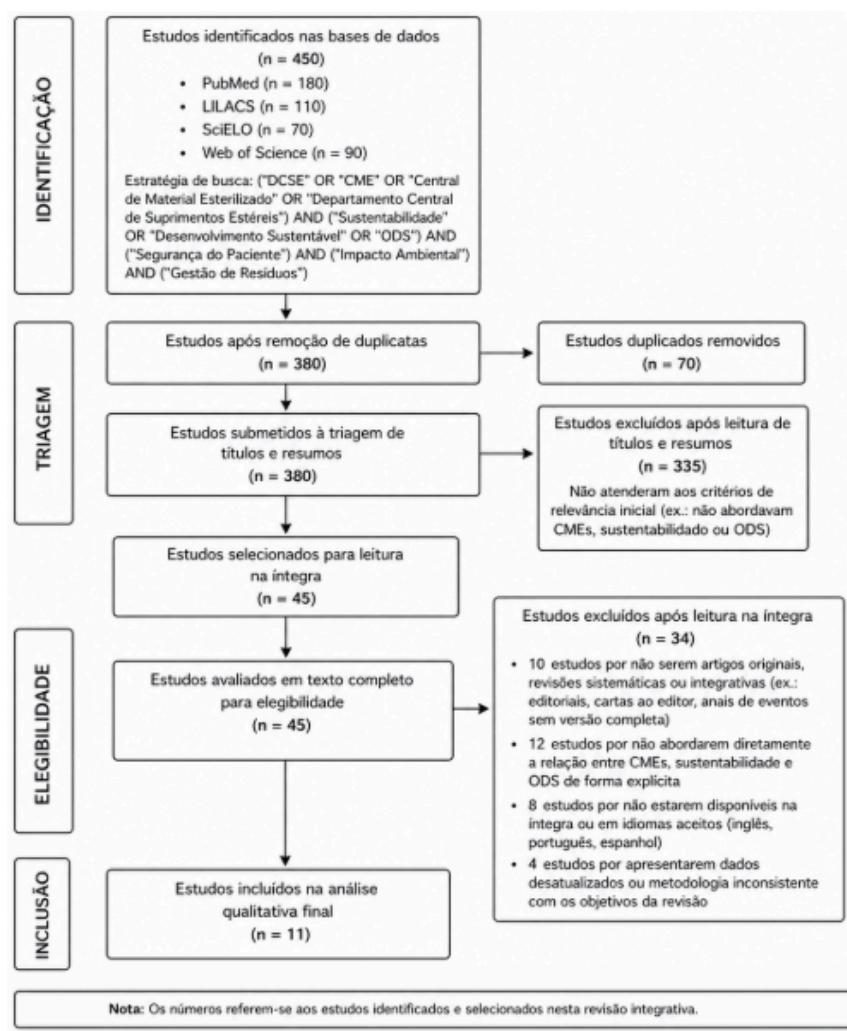 IDENTIFICAÇÃO
Estudos identificados nas bases de dados
(n = 450)
• PubMed (n = 180)
• LILACS (n = 110)
• SciELO (n = 70)
• Web of Science (n = 90)
Estratégia de busca: ("DCSE" OR "CME" OR "Central
de Material Esterilizado" OR "Departamento Central
de Suprimentos Estéreis") AND ("Sustentabilidade"
OR "Desenvolvimento Sustentável" OR "ODS") AND
("Segurança do Paciente") AND ("Impacto Ambiental")
AND ("Gestão de Resíduos")
TRIAGEM
Estudos após remoção de duplicatas
(n = 380)
Estudos duplicados removidos
(n = 70)
Estudos submetidos à triagem de
títulos e resumos
(n = 380)
Estudos excluídos após leitura de
títulos e resumos
(n = 335)
Não atenderam aos critérios de
relevância inicial (ex.: não abordavam
CMEs, sustentabilidado ou ODS)
Estudos selecionados para leitura
na íntegra
(n = 45)
ELEGIBILIDADE
Estudos avaliados em texto completo
para elegibilidade
(n = 45)
Estudos excluídos após leitura na íntegra
(n = 34)
• 10 estudos por não serem artigos originais,
revisões sistemáticas ou integrativas (ex.:
editoriais, cartas ao editor, anais de eventos
sem versão completa)
• 12 estudos por não abordarem diretamente
a relação entre CMEs, sustentabilidade e
ODS de forma explícita
• 8 estudos por não estarem disponíveis na
íntegra ou em idiomas aceitos (inglês,
português, espanhol)
• 4 estudos por apresentarem dados
desatualizados ou metodologia inconsistente
com os objetivos da revisão
INCLUSÃO
Estudos incluídos na análise
qualitativa final
(n = 11)
Nota: Os números referem-se aos estudos identificados e selecionados nesta revisão integrativa.